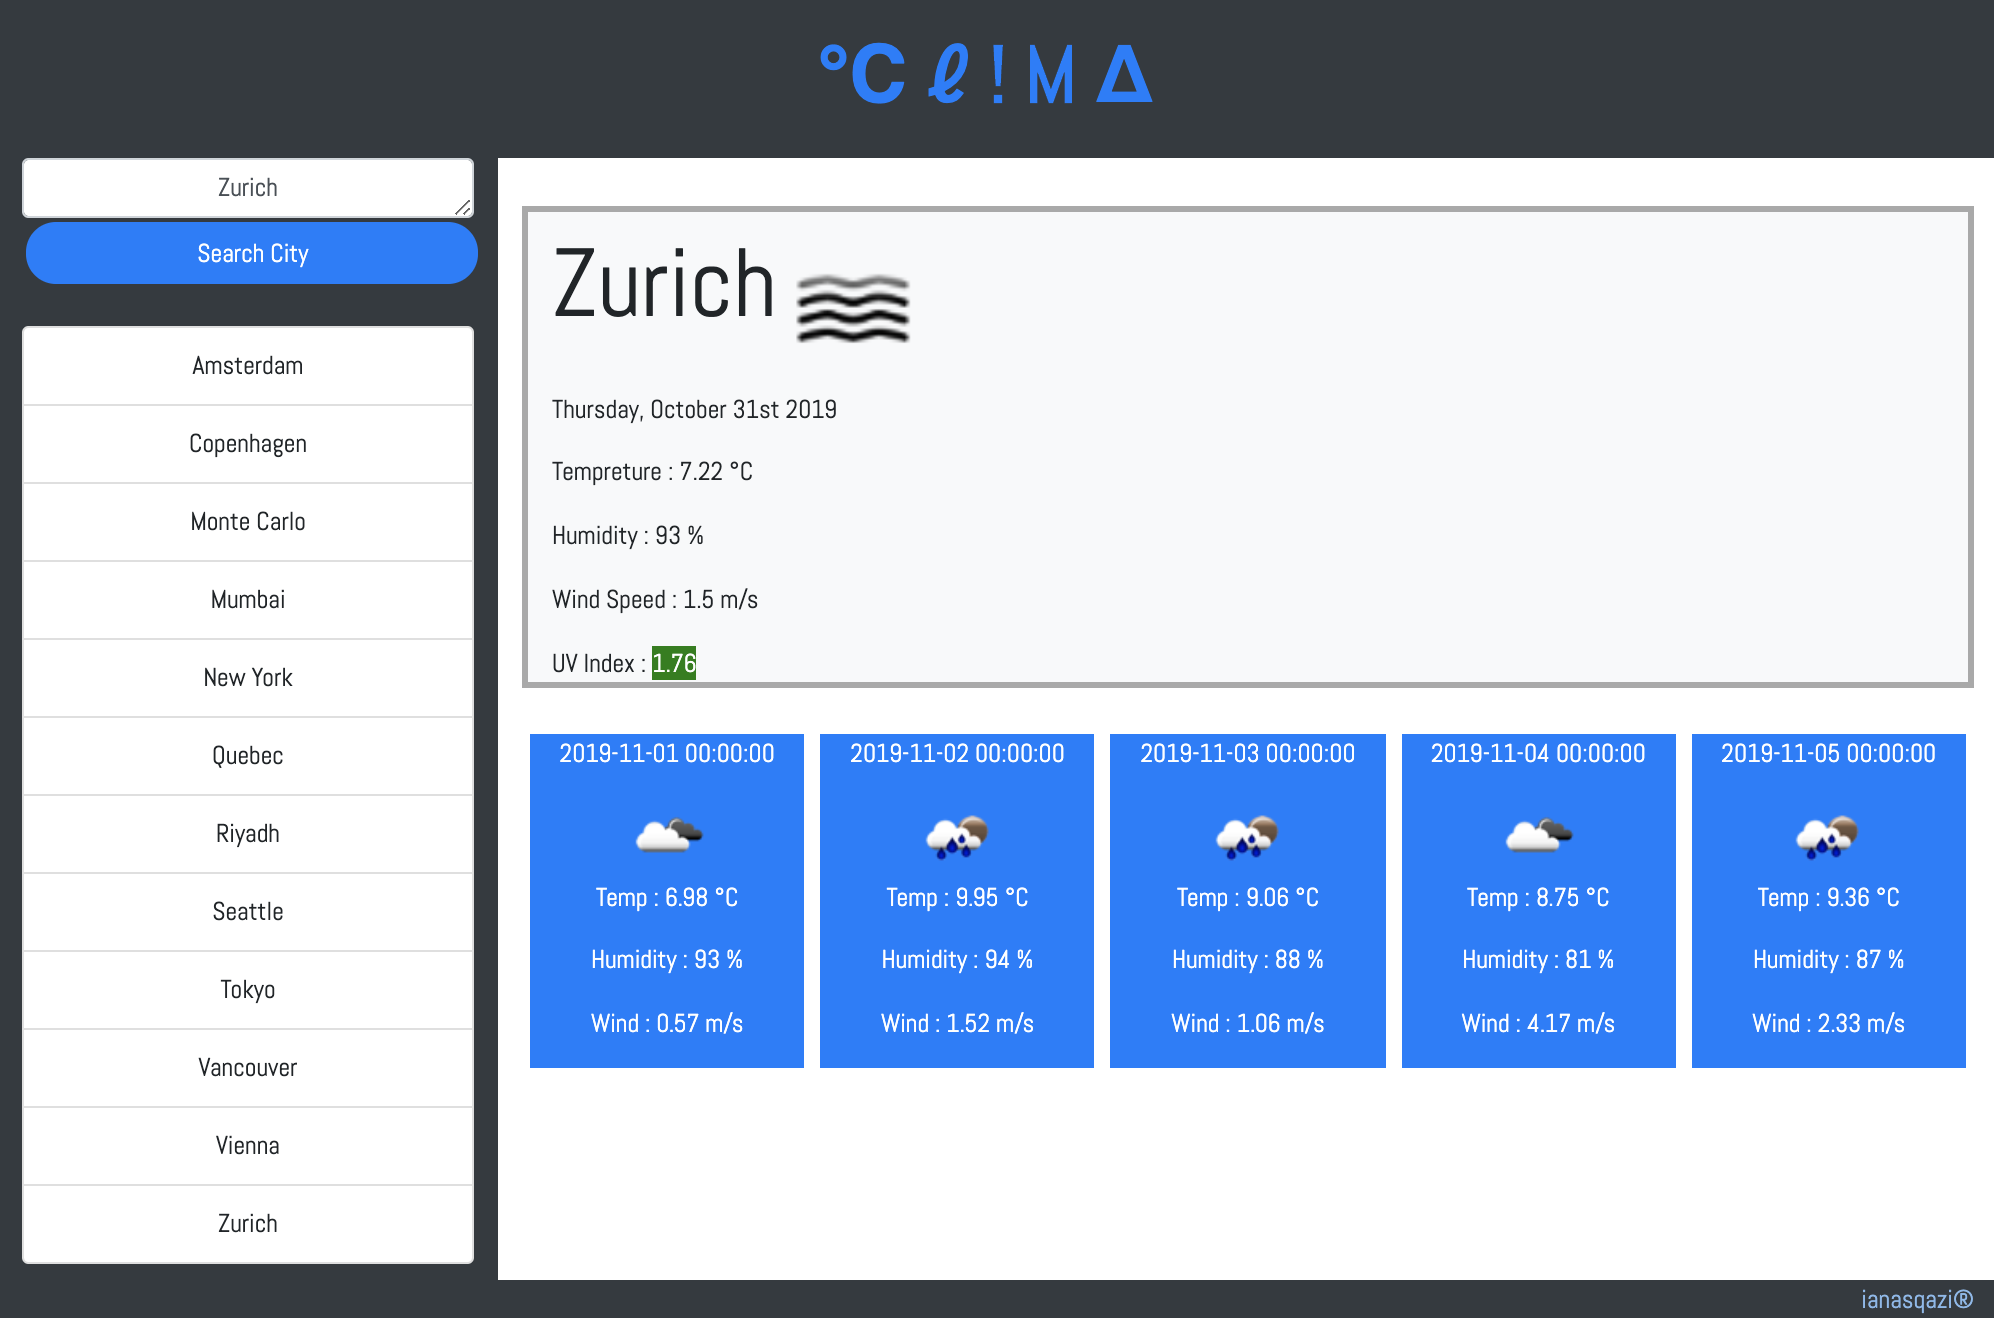 ℃ ℓ ! M Δ
Zurich
Search City
Amsterdam
Copenhagen
Monte Carlo
Mumbai
New York
Quebec
Riyadh
Seattle
Tokyo
Vancouver
Vienna
Zurich
Zurich
Thursday, October 31st 2019
Tempreture : 7.22 °C
Humidity : 93 %
Wind Speed : 1.5 m/s
UV Index : 1.76
2019-11-01 00:00:00
Temp : 6.98 °C
Humidity : 93 %
Wind : 0.57 m/s
2019-11-02 00:00:00
Temp : 9.95 °C
Humidity : 94 %
Wind : 1.52 m/s
2019-11-03 00:00:00
Temp : 9.06 °C
Humidity : 88 %
Wind : 1.06 m/s
2019-11-04 00:00:00
Temp : 8.75 °C
Humidity : 81 %
Wind : 4.17 m/s
2019-11-05 00:00:00
Temp : 9.36 °C
Humidity : 87 %
Wind : 2.33 m/s
ianasqazi®